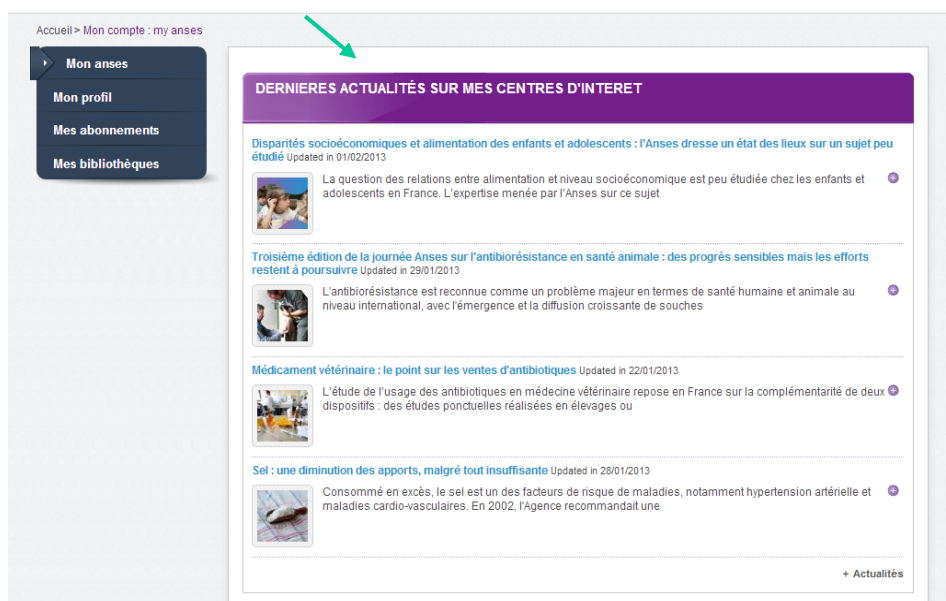 Accueil > Mon compte : my anses
Mon anses
Mon profil
Mes abonnements
Mes bibliothèques
DERNIERES ACTUALITÉS SUR MES CENTRES D'INTERET
Disparités socioéconomiques et alimentation des enfants et adolescents : l'Anses dresse un état des lieux sur un sujet peu
étudié Updated in 01/02/2013
La question des relations entre alimentation et niveau socioéconomique est peu étudiée chez les enfants et
adolescents en France. L'expertise menée par l'Anses sur ce sujet
Troisième édition de la journée Anses sur l'antibiorésistance en santé animale : des progrès sensibles mais les efforts
restent à poursuivre Updated in 29/01/2013
L'antibiorésistance est reconnue comme un problème majeur en termes de santé humaine et animale au
niveau international, avec l'émergence et la diffusion croissante de souches
Médicament vétérinaire : le point sur les ventes d'antibiotiques Updated in 22/01/2013
L'étude de l'usage des antibiotiques en médecine vétérinaire repose en France sur la complémentarité de deux
dispositifs : des études ponctuelles réalisées en élevages ou
Sel : une diminution des apports, malgré tout insuffisante Updated in 28/01/2013
Consommé en excès, le sel est un des facteurs de risque de maladies, notamment hypertension artérielle et
maladies cardio-vasculaires. En 2002, l'Agence recommandait une
+ Actualités